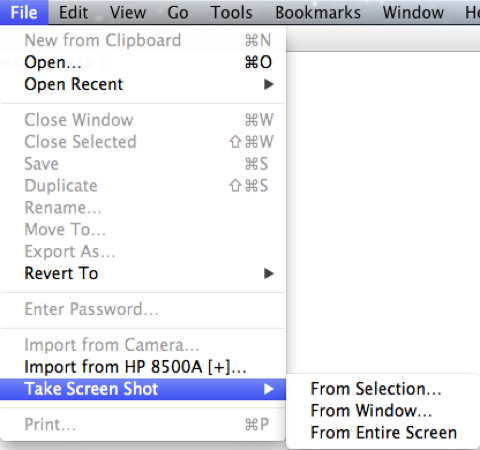 File Edit View Go Tools Bookmarks Window
New from Clipboard ⌘N
Open... ⌘O
Open Recent ▶
Close Window ⌘W
Close Selected ⇧⌘W
Save ⌘S
Duplicate ⇧⌘S
Rename...
Move To...
Export As...
Revert To ▶
Enter Password...
Import from Camera...
Import from HP 8500A [+]...
Take Screen Shot ▶
From Selection...
From Window...
From Entire Screen
Print... ⌘P